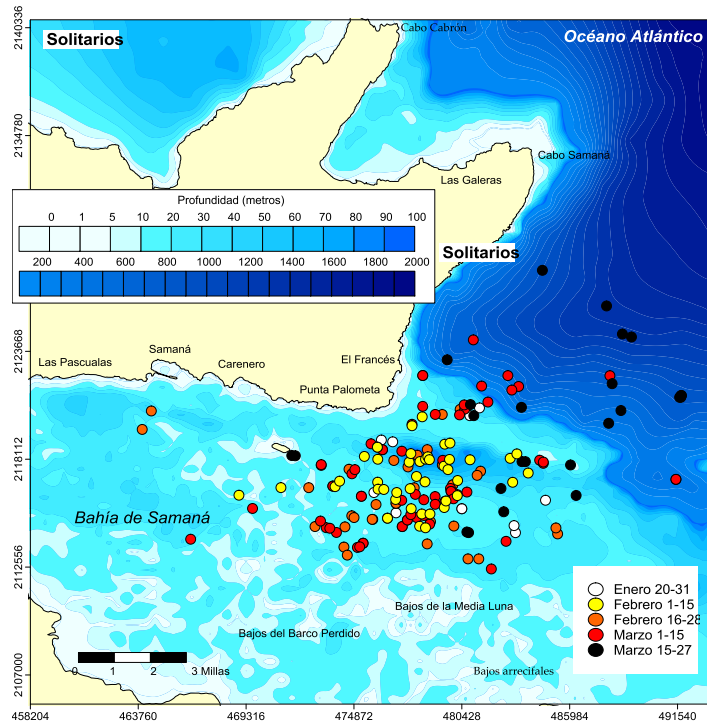 2140336
2134780
2123668
2118112
2112556
2107000
Cabo Cabrón
Solitarios
Océano Atlántico
Cabo Samaná
Las Galeras
Profundidad (metros)
0 1 5 10 20 30 40 50 60 70 80 90 100
200 400 600 800 1000 1200 1400 1600 1800 2000
Solitarios
Las Pascualas
Samaná
Carenero
El Francés
Punta Palometa
Bahía de Samaná
Bajos de la Media Luna
Bajos del Barco Perdido
Bajos arrecifales
Enero 20-31
Febrero 1-15
Febrero 16-28
Marzo 1-15
Marzo 15-27
0 1 2 3 Millas
458204 463760 469316 474872 480428 485984 491540